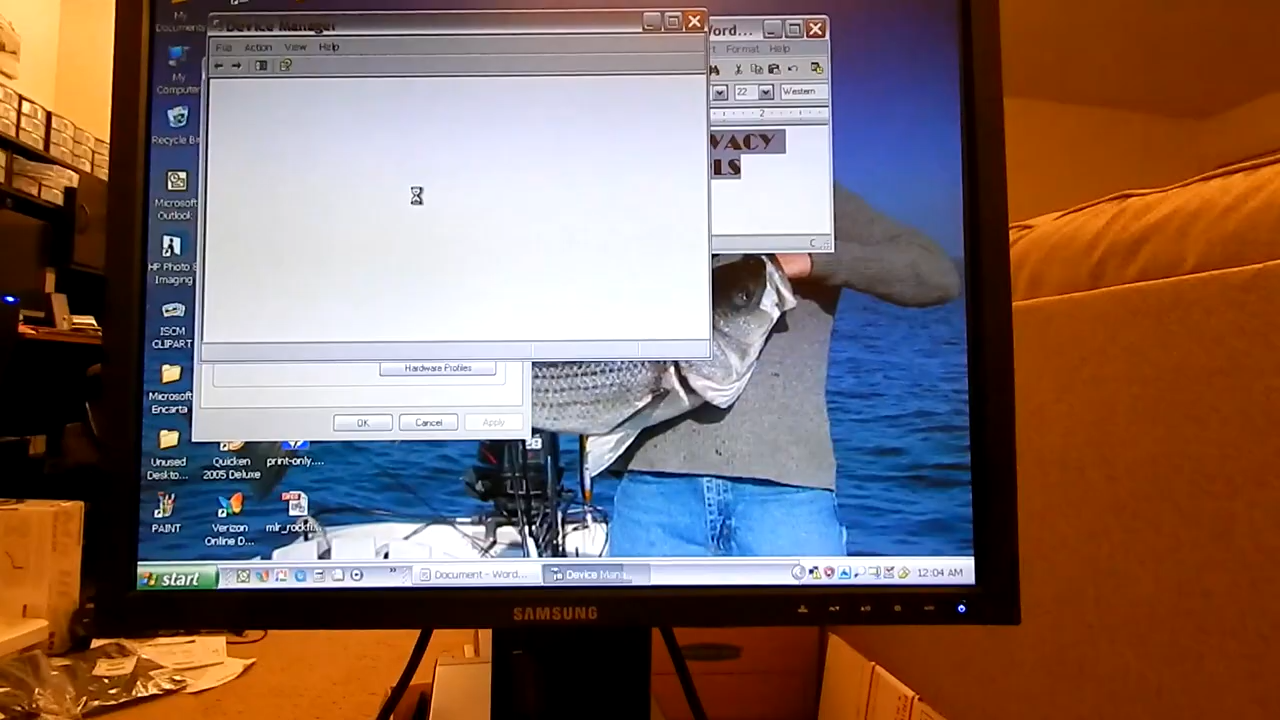 My
Documents
Device Manager
File Action View Help
Word...
Format Help
22 Western
2
VACY
LS
My
Computer
Recycle Bin
Microsoft
Outlook
HP Photo &
Imaging
ISCM
CLIPART
Microsoft
Encarta
Hardware Profiles
OK Cancel Apply
Unused
Deskto...
Quicken
2005 Deluxe
print-only....
PAINT
Verizon
Online D...
mlr_rockfi...
start
Document - Word...
Device Mana...
12:04 AM
SAMSUNG